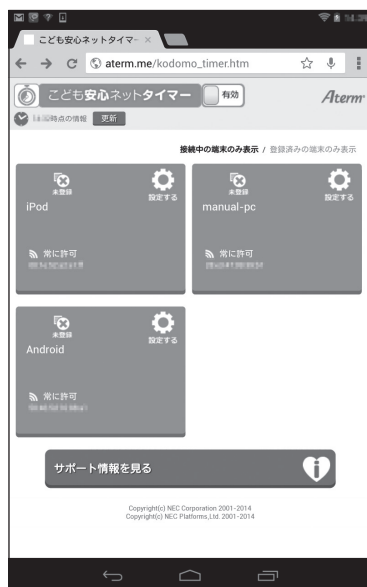 こども安心ネットタイマー ×
aterm.me/kodomo_timer.htm
こども安心ネットタイマー 有効 Aterm
時点の情報 更新
接続中の端末のみ表示 / 登録済みの端末のみ表示
未登録 設定する
iPod
常に許可
未登録 設定する
manual-pc
常に許可
未登録 設定する
Android
常に許可
サポート情報を見る
Copyright(c) NEC Corporation 2001-2014
Copyright(c) NEC Platforms,Ltd. 2001-2014